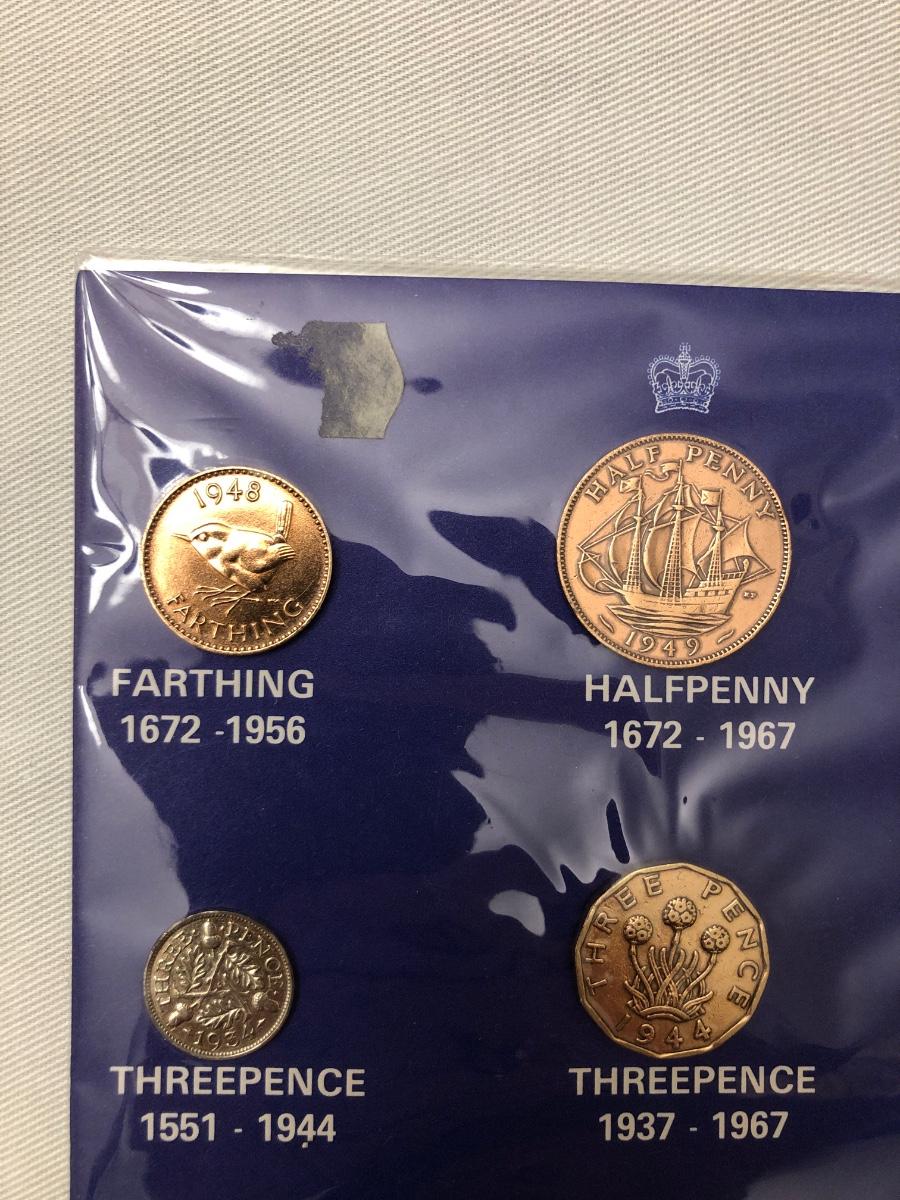 1948
FARTHING
HALF PENNY
1949
FARTHING
1672 -1956
HALFPENNY
1672 - 1967
THREE PENCE
THREE PENCE
1944
THREEPENCE
1551 - 1944
THREEPENCE
1937 - 1967